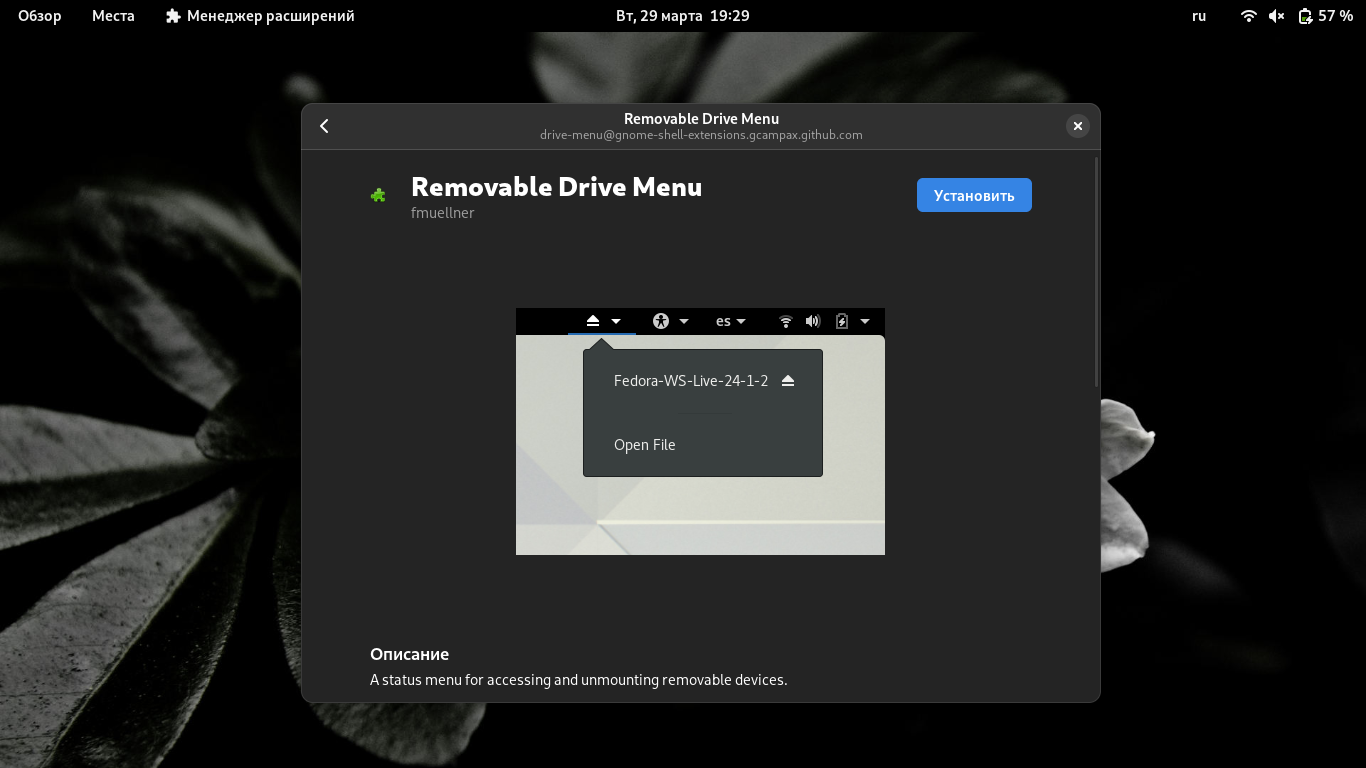 Обзор Места Менеджер расширений Вт, 29 марта 19:29 ru 57 %
Removable Drive Menu
drive-menu@gnome-shell-extensions.gcampax.github.com
Removable Drive Menu
fmuellner
Установить
es
Fedora-WS-Live-24-1-2
Open File
Описание
A status menu for accessing and unmounting removable devices.